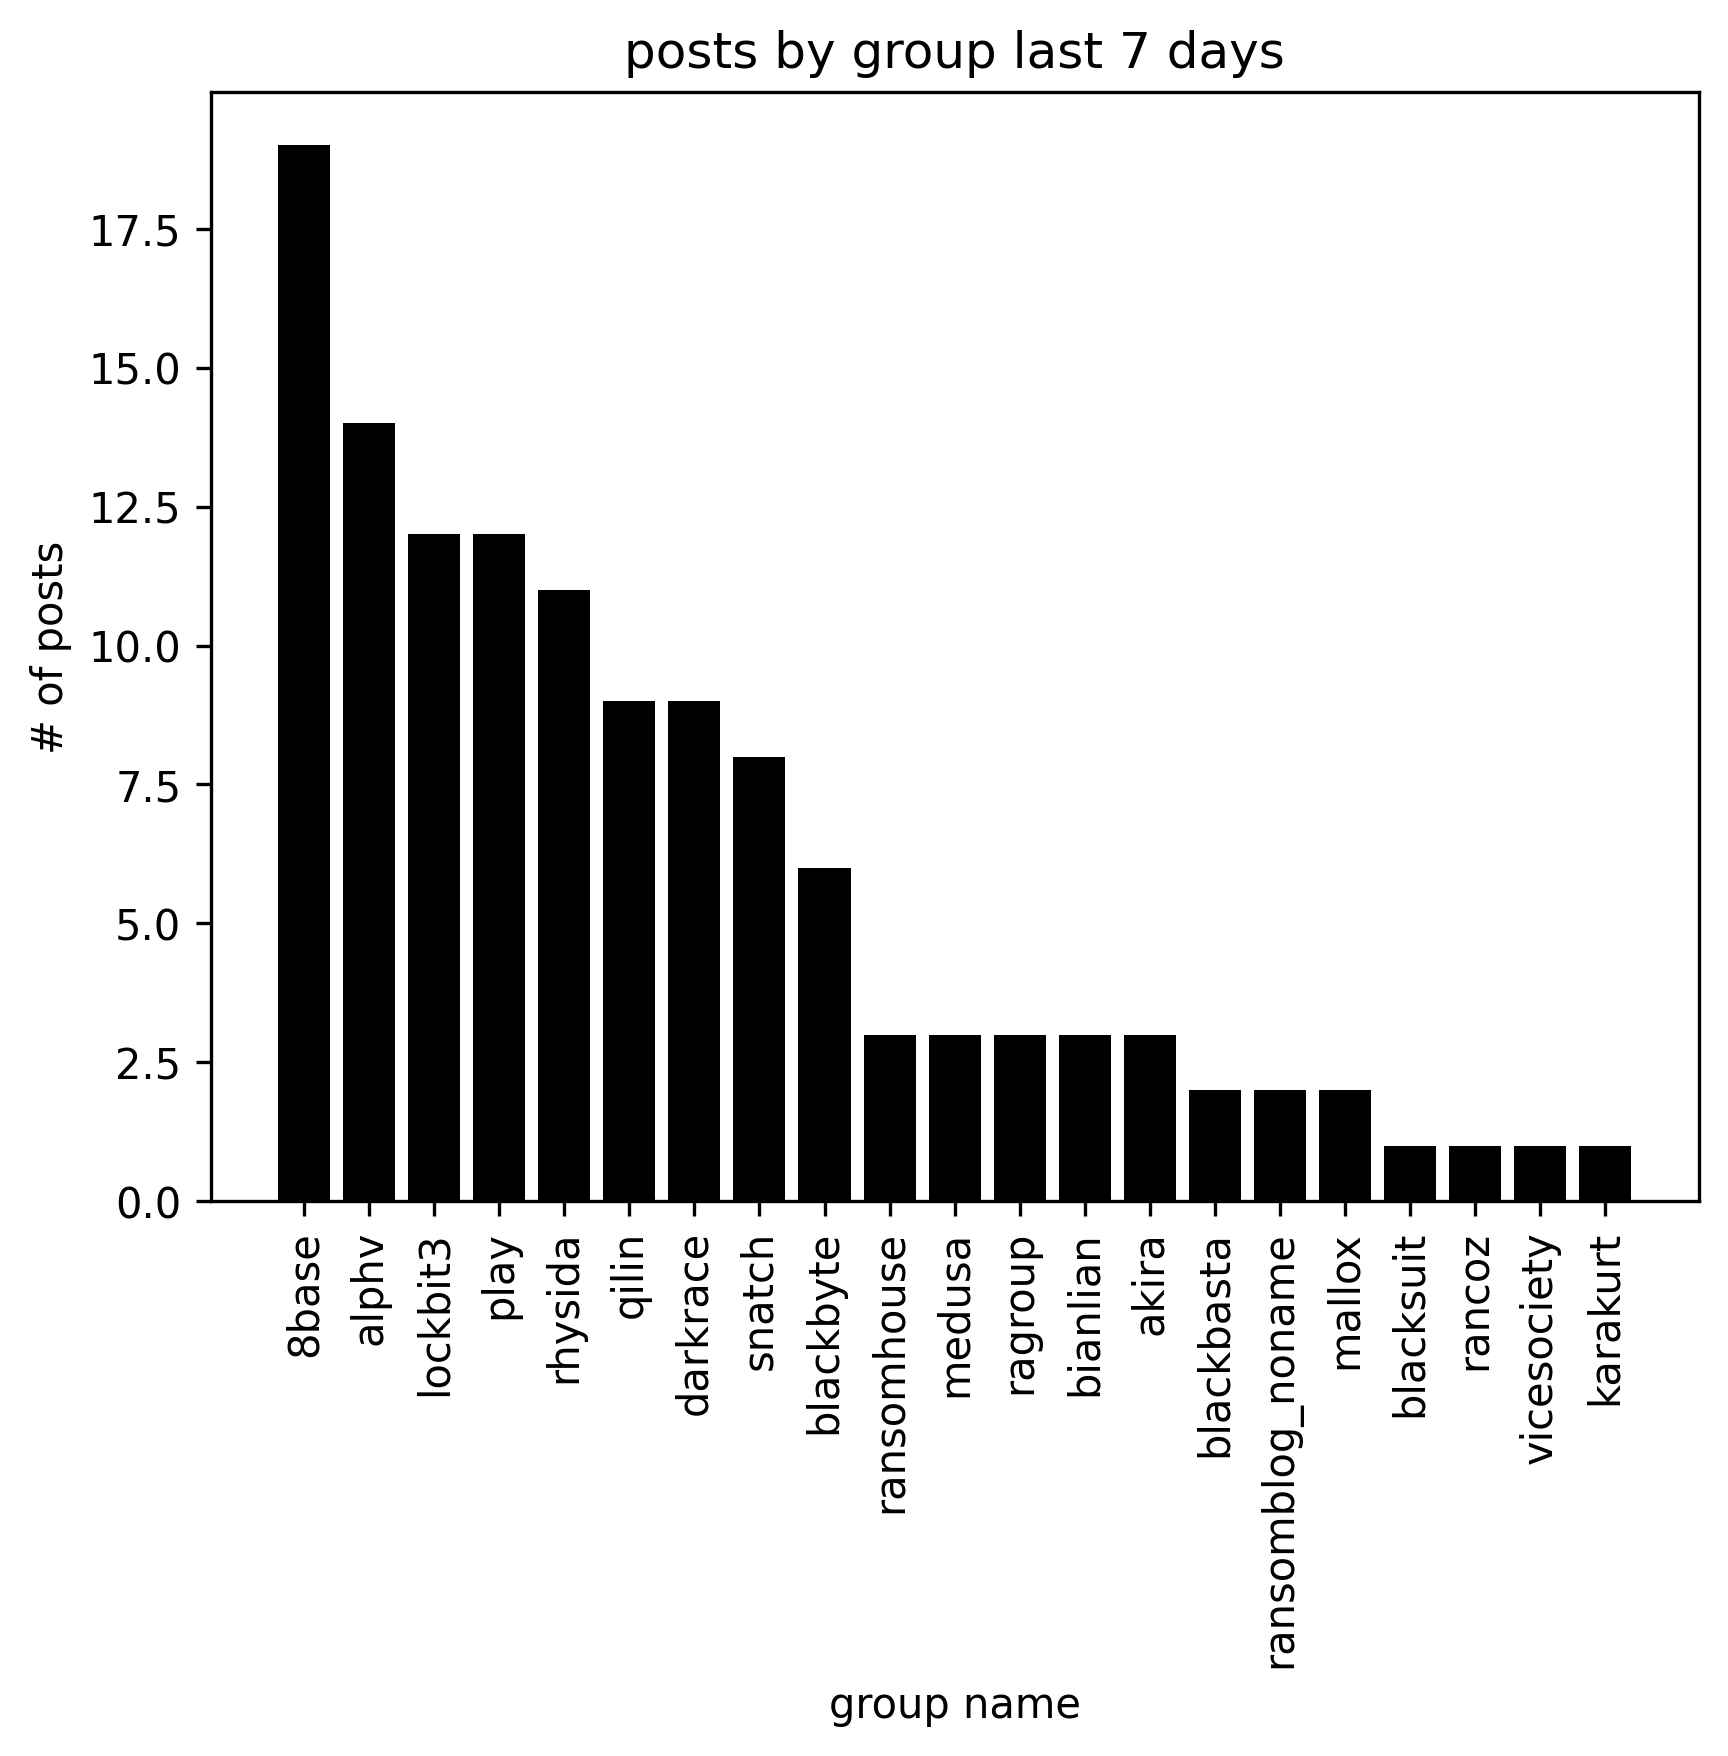 posts by group last 7 days
# of posts
17.5
15.0
12.5
10.0
7.5
5.0
2.5
0.0
8base
alphv
lockbit3
play
rhysida
qilin
darkrace
snatch
blackbyte
ransomhouse
medusa
ragroup
bianlian
akira
blackbasta
ransomblog_noname
mallox
blacksuit
rancoz
vicesociety
karakurt
group name